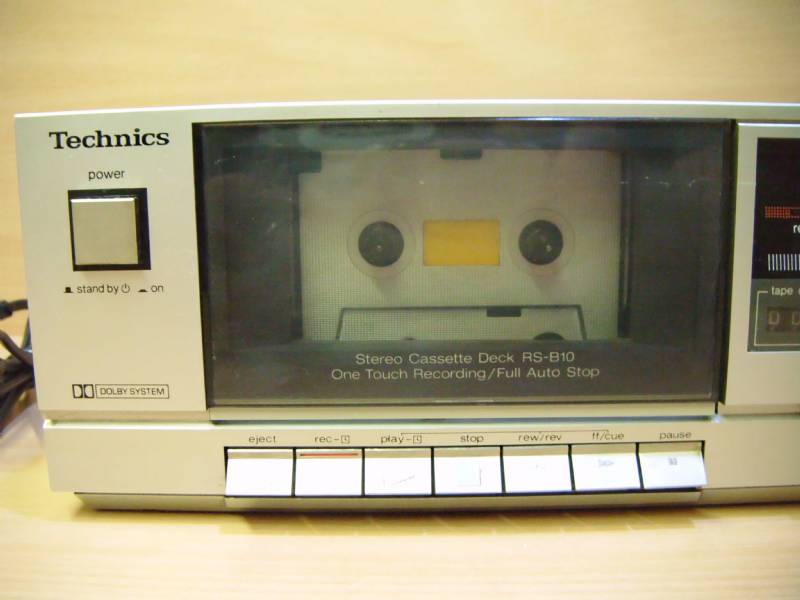 Technics
power
stand by on
DOLBY SYSTEM
Stereo Cassette Deck RS-B10
One Touch Recording/Full Auto Stop
eject rec- play- stop rew/rev ff/cue pause
tape